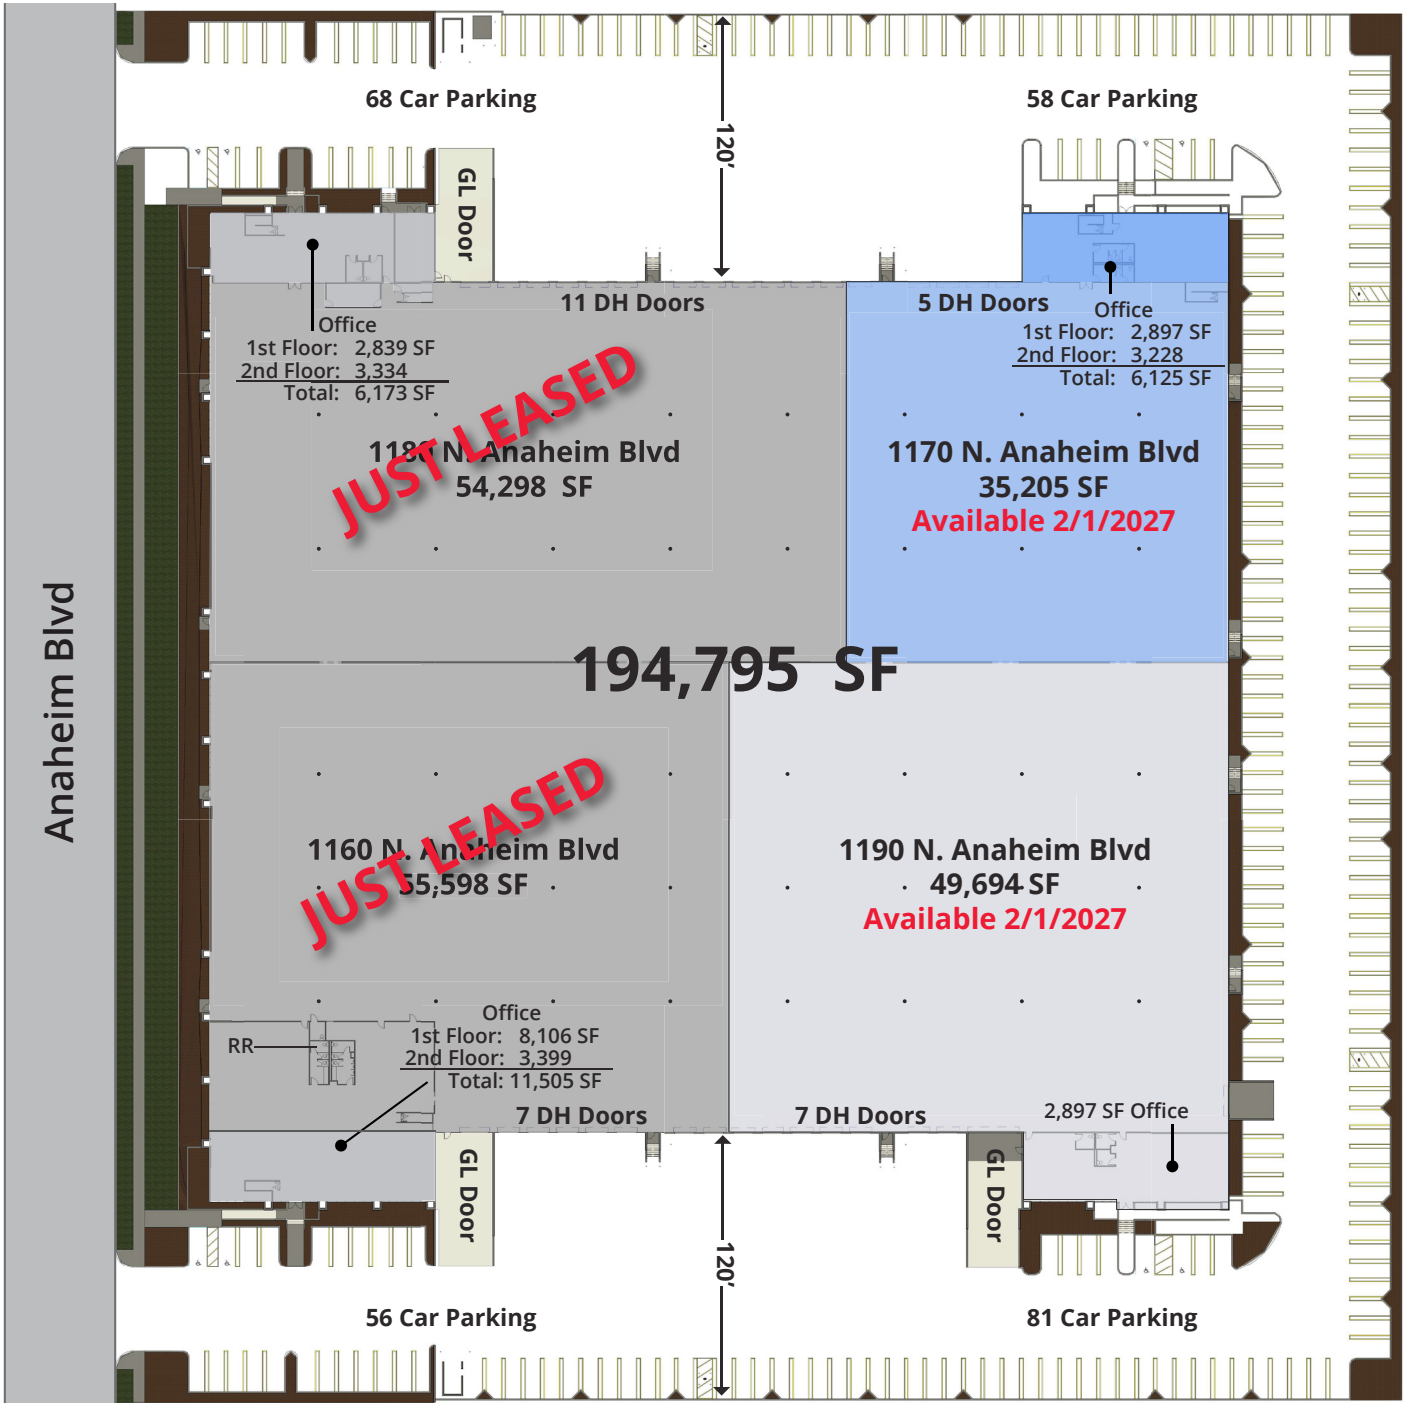 68 Car Parking
58 Car Parking
120'
GL Door
11 DH Doors
5 DH Doors
Office
1st Floor: 2,839 SF
2nd Floor: 3,334
Total: 6,173 SF
Office
1st Floor: 2,897 SF
2nd Floor: 3,228
Total: 6,125 SF
1180 N. Anaheim Blvd
54,298 SF
JUST LEASED
1170 N. Anaheim Blvd
35,205 SF
Available 2/1/2027
Anaheim Blvd
194,795 SF
1160 N. Anaheim Blvd
55,598 SF
JUST LEASED
1190 N. Anaheim Blvd
49,694 SF
Available 2/1/2027
Office
1st Floor: 8,106 SF
2nd Floor: 3,399
Total: 11,505 SF
RR
7 DH Doors
7 DH Doors
2,897 SF Office
GL Door
GL Door
120'
56 Car Parking
81 Car Parking